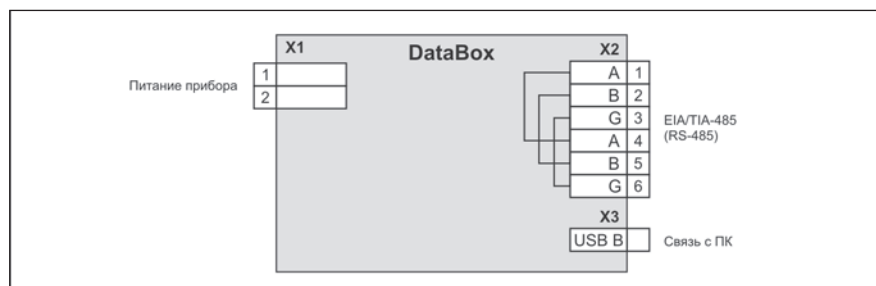 X1
DataBox
X2
Питание прибора
1
2
A 1
B 2
G 3
A 4
B 5
G 6
EIA/TIA-485
(RS-485)
X3
USB B
Связь с ПК